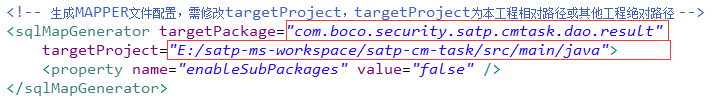 <!-- 生成MAPPER文件配置，需修改targetProject，targetProject为本工程相对路径或其他工程绝对路径 -->
<sqlMapGenerator targetPackage="com.boco.security.satp.cmtask.dao.result"
targetProject="E:/satp-ms-workspace/satp-cm-task/src/main/java">
<property name="enableSubPackages" value="false" />
</sqlMapGenerator>